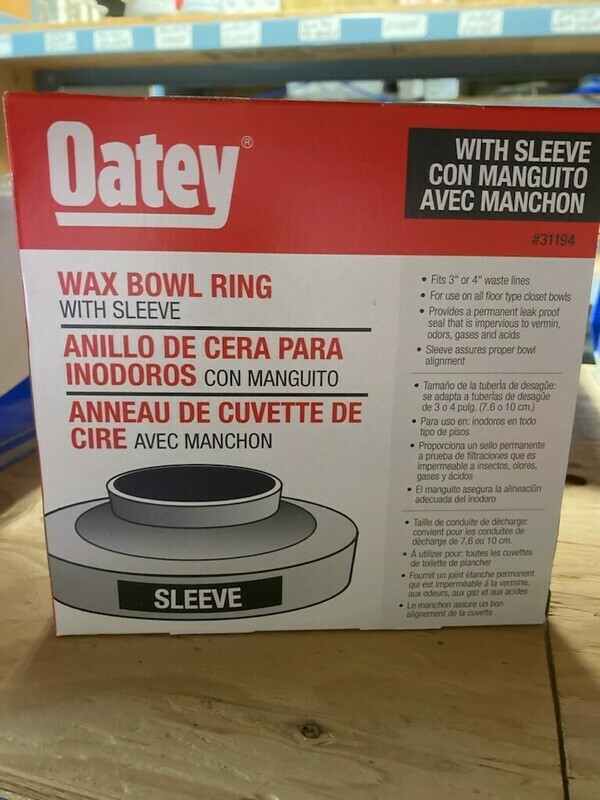 Oatey®
WITH SLEEVE
CON MANGUITO
AVEC MANCHON
#31194
WAX BOWL RING
WITH SLEEVE
ANILLO DE CERA PARA
INODOROS CON MANGUITO
ANNEAU DE CUVETTE DE
CIRE AVEC MANCHON
SLEEVE
• Fits 3" or 4" waste lines
• For use on all floor type closet bowls
• Provides a permanent leak proof
seal that is impervious to vermin,
odors, gases and acids
• Sleeve assures proper bowl
alignment
• Tamaño de la tubería de desagüe:
se adapta a tuberías de desagüe
de 3 o 4 pulg. (7.6 o 10 cm.)
• Para uso en: inodoros en todo
tipo de pisos
• Proporciona un sello permanente
a prueba de filtraciones que es
impermeable a insectos, olores,
gases y ácidos
• El manguito asegura la alineación
adecuada del inodoro
• Taille de conduite de décharge:
convient pour les conduites de
décharge de 7,6 ou 10 cm.
• À utiliser pour: toutes les cuvettes
de toilette de plancher
• Fournit un joint étanche permanent
qui est imperméable à la vermine,
aux odeurs, aux gaz et aux acides
• Le manchon assure un bon
alignement de la cuvette